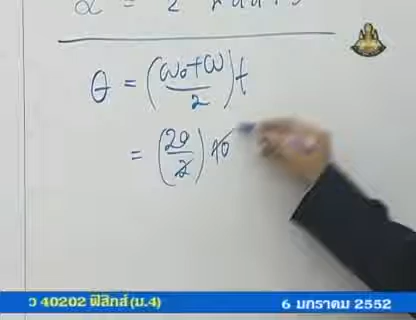 α = 2
θ = (ω₀+ω/2)t
= (20/2)10
ว 40202 ฟิสิกส์ (ม.4) 6 มกราคม 2552